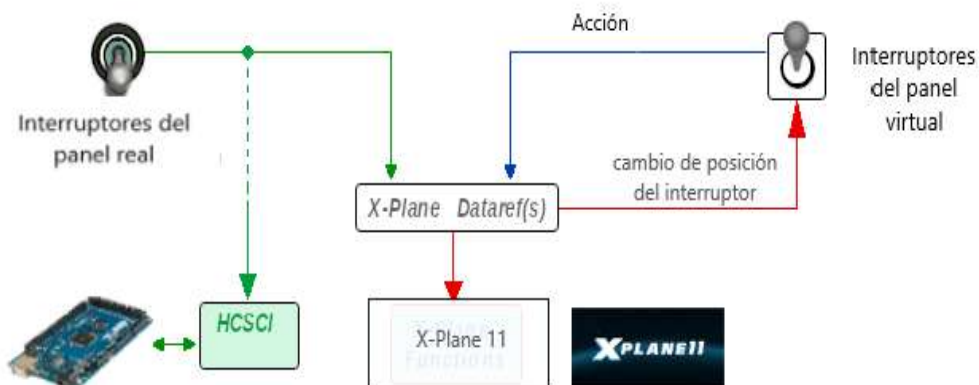 Acción
Interruptores
del panel
virtual
Interruptores del
panel real
cambio de posición
del interruptor
X-Plane Dataref(s)
HCSCI
X-Plane 11
Functions
XPLANE11